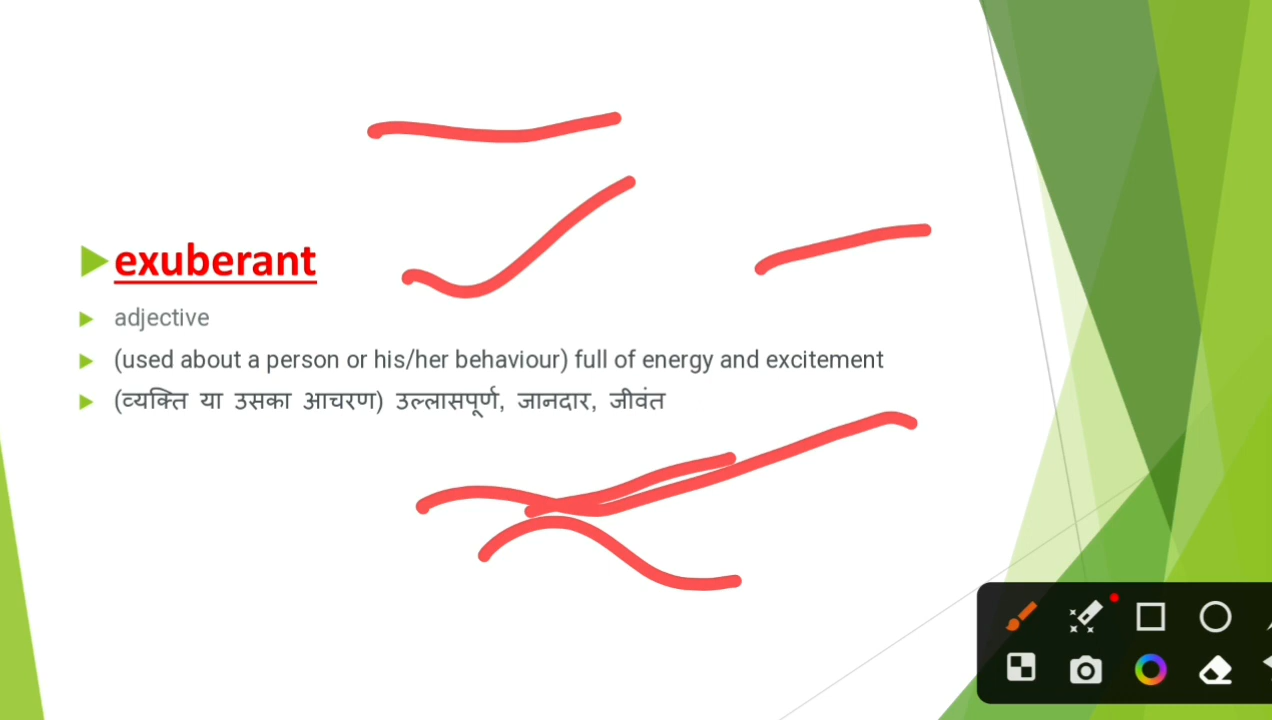 exuberant
adjective
(used about a person or his/her behaviour) full of energy and excitement
(व्यक्ति या उसका आचरण) उल्लासपूर्ण, जानदार, जीवंत